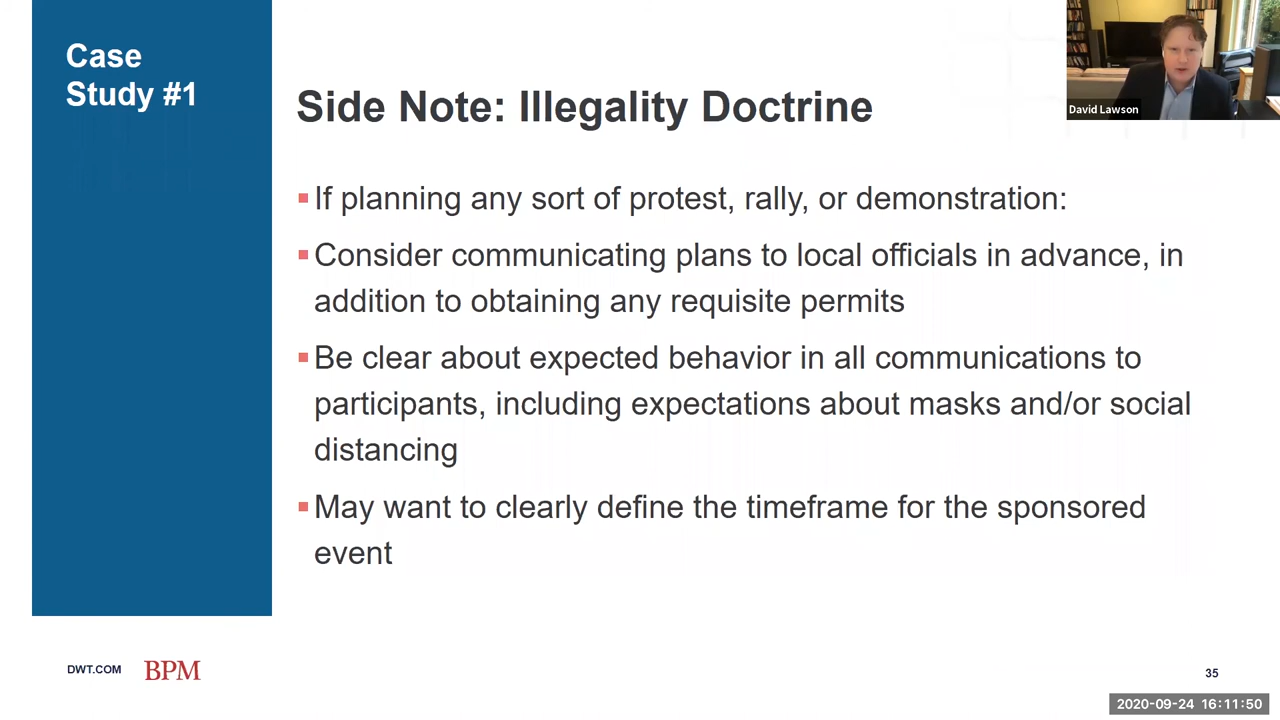 Case
Study #1
Side Note: Illegality Doctrine
David Lawson
If planning any sort of protest, rally, or demonstration:
Consider communicating plans to local officials in advance, in
addition to obtaining any requisite permits
Be clear about expected behavior in all communications to
participants, including expectations about masks and/or social
distancing
May want to clearly define the timeframe for the sponsored
event
DWT.COM BPM
35
2020-09-24 16:11:50